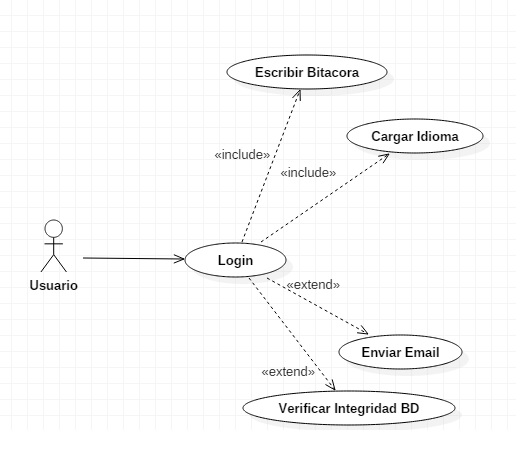 Escribir Bitacora
Cargar Idioma
«include»
«include»
Login
Usuario
«extend»
Enviar Email
«extend»
Verificar Integridad BD